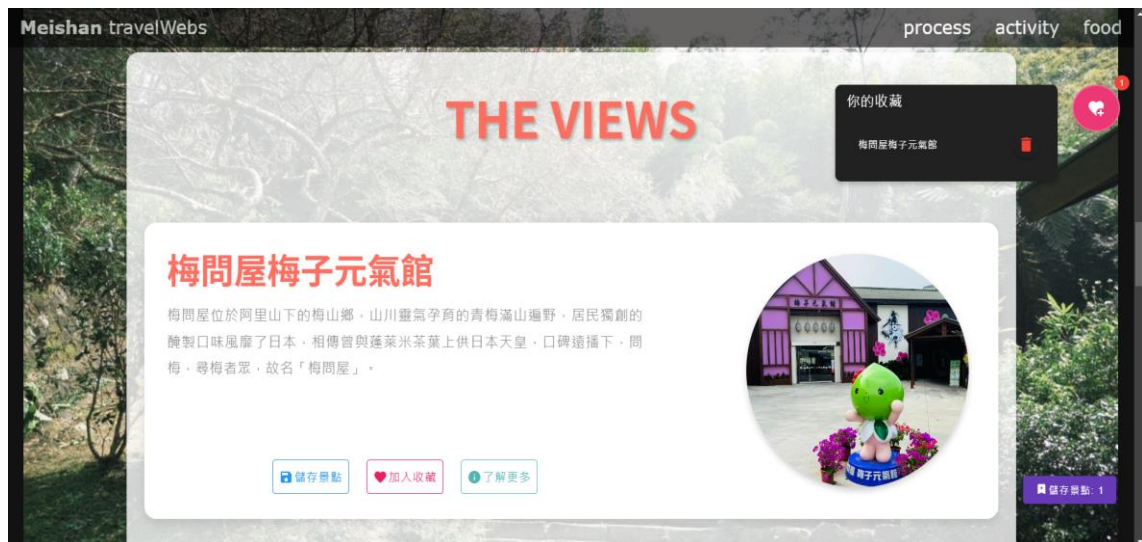 Meishan travelWebs
process activity food
THE VIEWS
你的收藏
1
梅問屋梅子元氣館
梅問屋梅子元氣館
梅問屋位於阿里山下的梅山鄉，山川靈氣孕育的青梅滿山遍野，居民獨創的
醃製口味風靡了日本，相傳曾與蓬萊米茶葉上供日本天皇，口碑遠播下，問
梅，尋梅者眾，故名「梅問屋」。
梅子元氣館
儲存景點
加入收藏
了解更多
梅子元氣館
儲存景點: 1